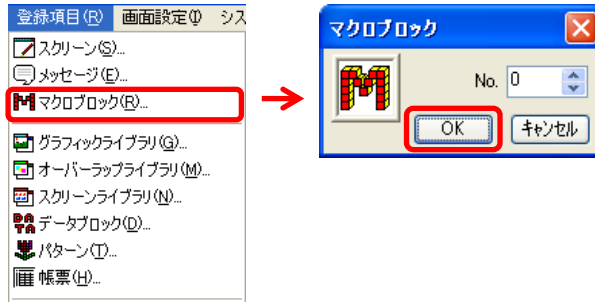 登録項目(R) 画面設定(I) シス
スクリーン(S)...
メッセージ(E)...
マクロブロック(R)...
グラフィックライブラリ(G)...
オーバーラップライブラリ(M)...
スクリーンライブラリ(N)...
データブロック(D)...
パターン(T)...
帳票(H)...
マクロブロック
No. 0
OK キャンセル